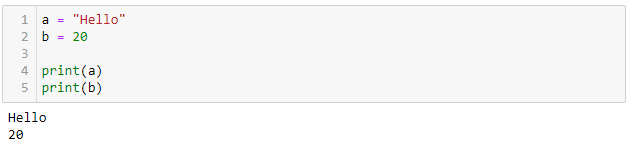 1 a = "Hello"
2 b = 20
3
4 print(a)
5 print(b)
Hello
20